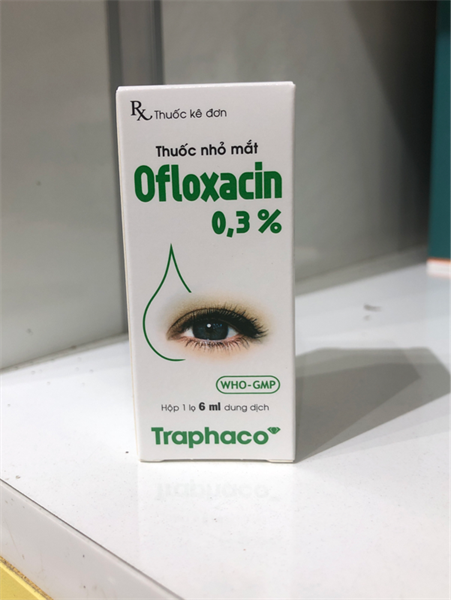 Rx Thuốc kê đơn
Thuốc nhỏ mắt
Ofloxacin
0,3 %
WHO-GMP
Hộp 1 lọ 6 ml dung dịch
Traphaco